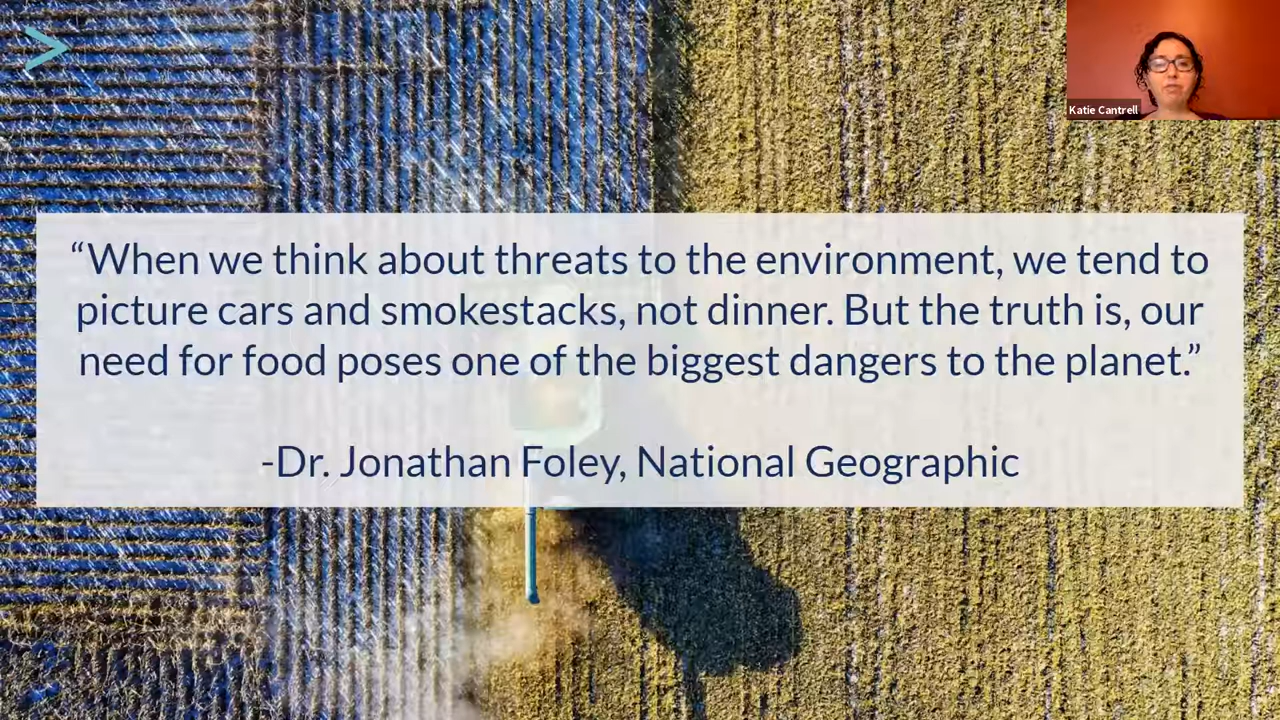 Katie Cantrell
“When we think about threats to the environment, we tend to
picture cars and smokestacks, not dinner. But the truth is, our
need for food poses one of the biggest dangers to the planet.”
-Dr. Jonathan Foley, National Geographic